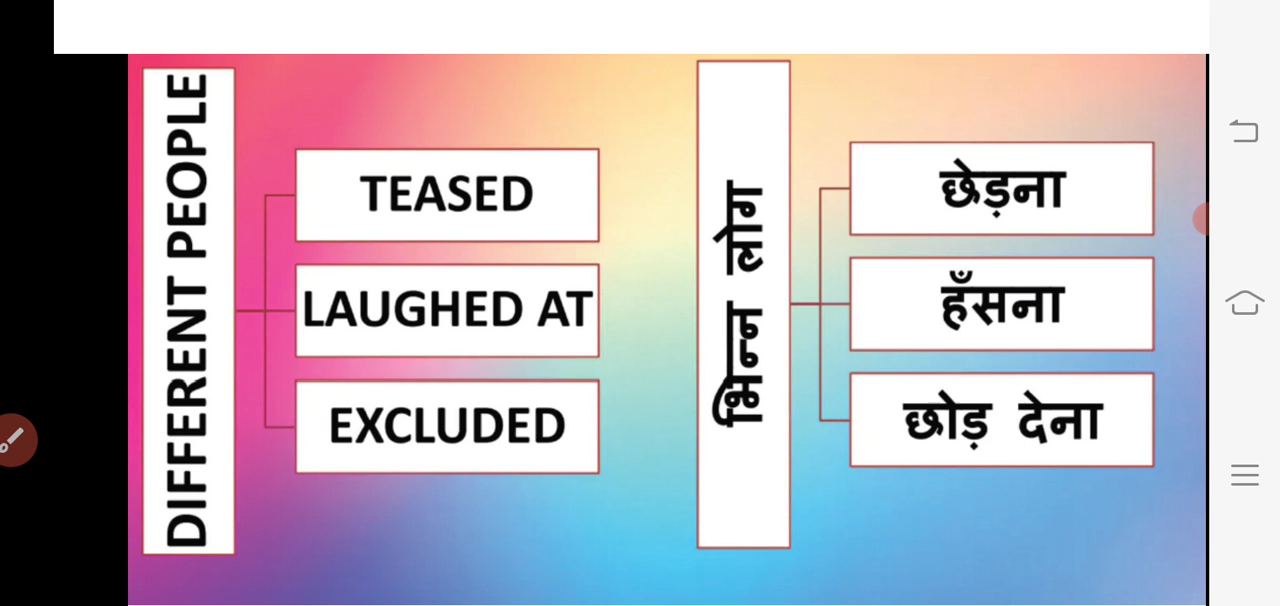 DIFFERENT PEOPLE
TEASED
LAUGHED AT
EXCLUDED
भिन्न लोग
छेड़ना
हँसना
छोड़ देना